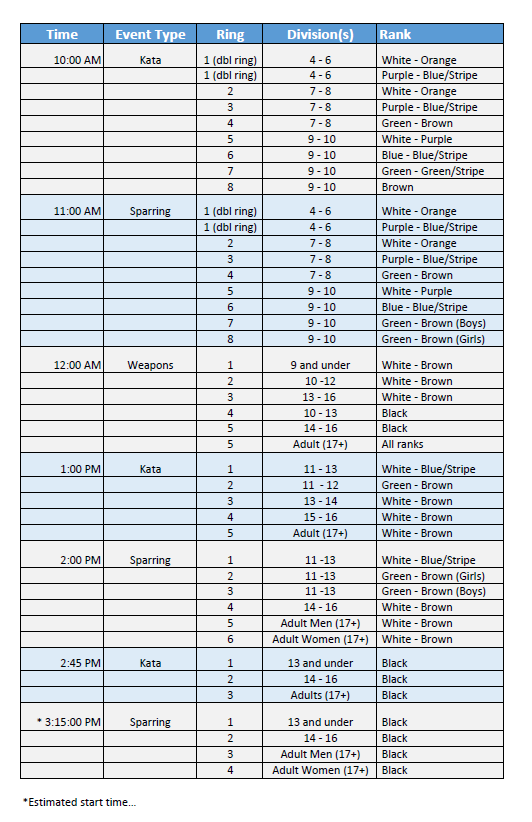 Time Event Type Ring Division(s) Rank
10:00 AM Kata 1 (dbl ring) 4 - 6 White - Orange
1 (dbl ring) 4 - 6 Purple - Blue/Stripe
2 7 - 8 White - Orange
3 7 - 8 Purple - Blue/Stripe
4 7 - 8 Green - Brown
5 9 - 10 White - Purple
6 9 - 10 Blue - Blue/Stripe
7 9 - 10 Green - Green/Stripe
8 9 - 10 Brown
11:00 AM Sparring 1 (dbl ring) 4 - 6 White - Orange
1 (dbl ring) 4 - 6 Purple - Blue/Stripe
2 7 - 8 White - Orange
3 7 - 8 Purple - Blue/Stripe
4 7 - 8 Green - Brown
5 9 - 10 White - Purple
6 9 - 10 Blue - Blue/Stripe
7 9 - 10 Green - Brown (Boys)
8 9 - 10 Green - Brown (Girls)
12:00 AM Weapons 1 9 and under White - Brown
2 10 -12 White - Brown
3 13 - 16 White - Brown
4 10 - 13 Black
5 14 - 16 Black
5 Adult (17+) All ranks
1:00 PM Kata 1 11 - 13 White - Blue/Stripe
2 11 - 12 Green - Brown
3 13 - 14 White - Brown
4 15 - 16 White - Brown
5 Adult (17+) White - Brown
2:00 PM Sparring 1 11 -13 White - Blue/Stripe
2 11 -13 Green - Brown (Girls)
3 11 -13 Green - Brown (Boys)
4 14 - 16 White - Brown
5 Adult Men (17+) White - Brown
6 Adult Women (17+) White - Brown
2:45 PM Kata 1 13 and under Black
2 14 - 16 Black
3 Adults (17+) Black
* 3:15:00 PM Sparring 1 13 and under Black
2 14 - 16 Black
3 Adult Men (17+) Black
4 Adult Women (17+) Black
*Estimated start time...